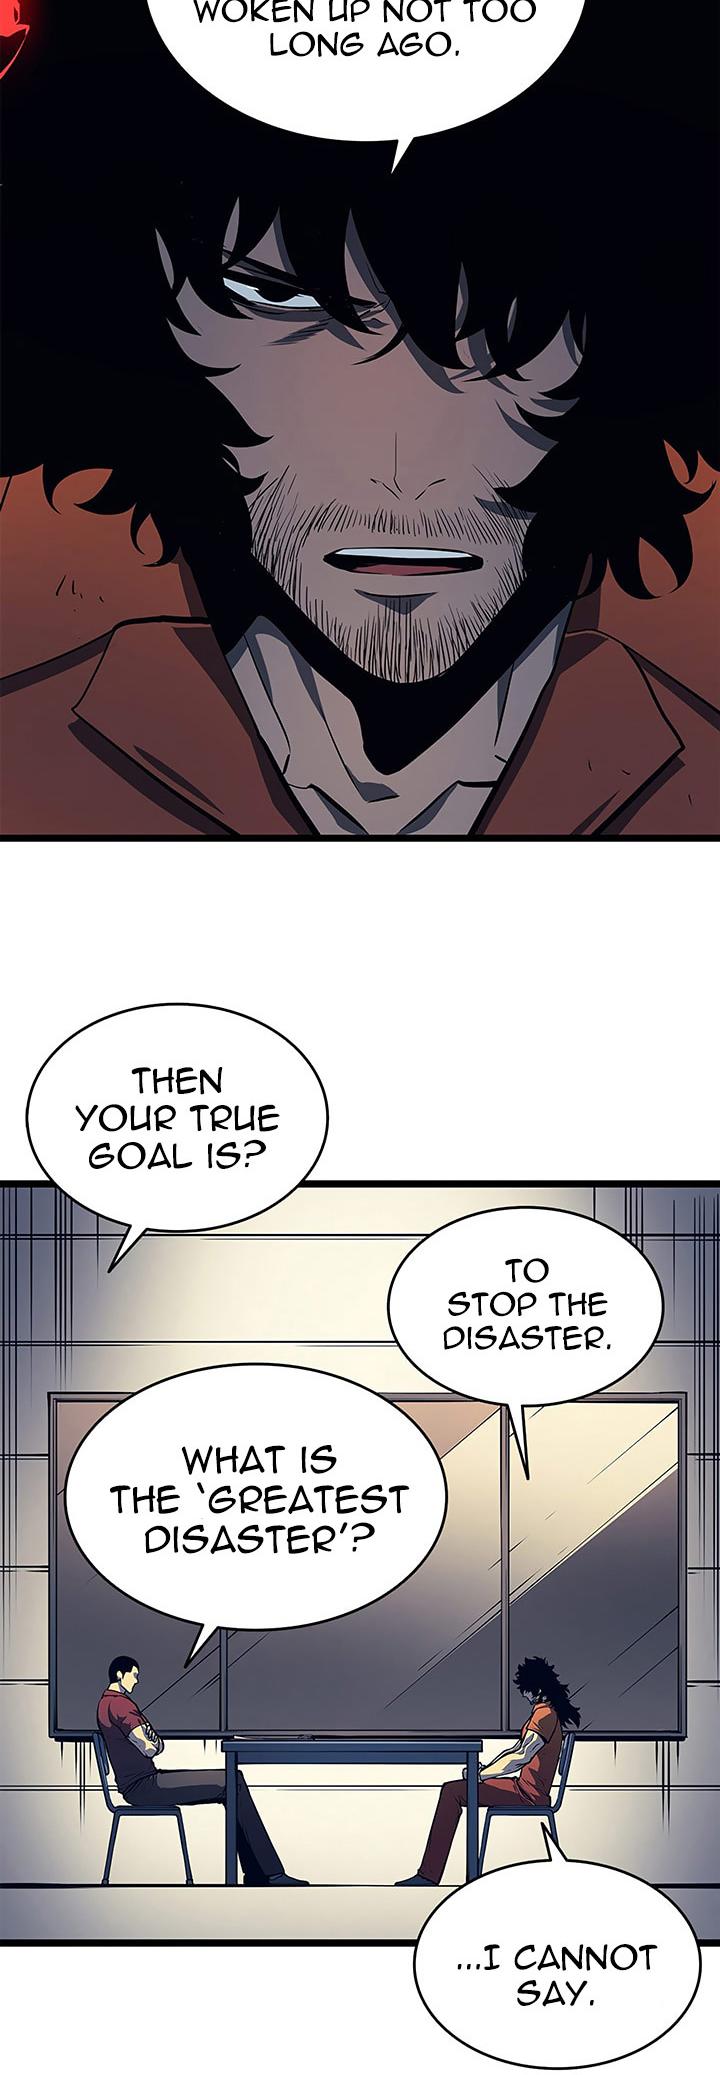 WOKEN UP NOT TOO
LONG AGO.
THEN
YOUR TRUE
GOAL IS?
TO
STOP THE
DISASTER.
WHAT IS
THE ‘GREATEST
DISASTER’?
...I CANNOT
SAY.